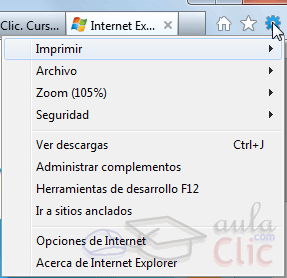 Clic. Curs...
Internet Ex...
Imprimir
Archivo
Zoom (105%)
Seguridad
Ver descargas Ctrl+J
Administrar complementos
Herramientas de desarrollo F12
Ir a sitios anclados
Opciones de Internet
Acerca de Internet Explorer
aula
.com
Clic